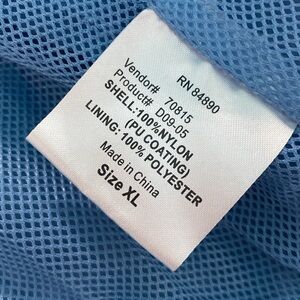 RN 84890
Vendor# 70815
Product# D09-05
SHELL:100%NYLON
(PU COATING)
LINING: 100% POLYESTER
Made in China
Size XL